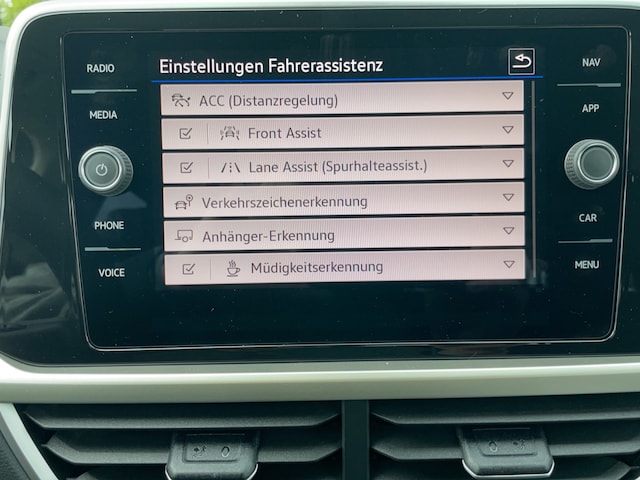 RADIO
MEDIA
PHONE
VOICE
Einstellungen Fahrerassistenz
ACC (Distanzregelung)
Front Assist
Lane Assist (Spurhalteassist.)
Verkehrszeichenerkennung
Anhänger-Erkennung
Müdigkeitserkennung
NAV
APP
CAR
MENU